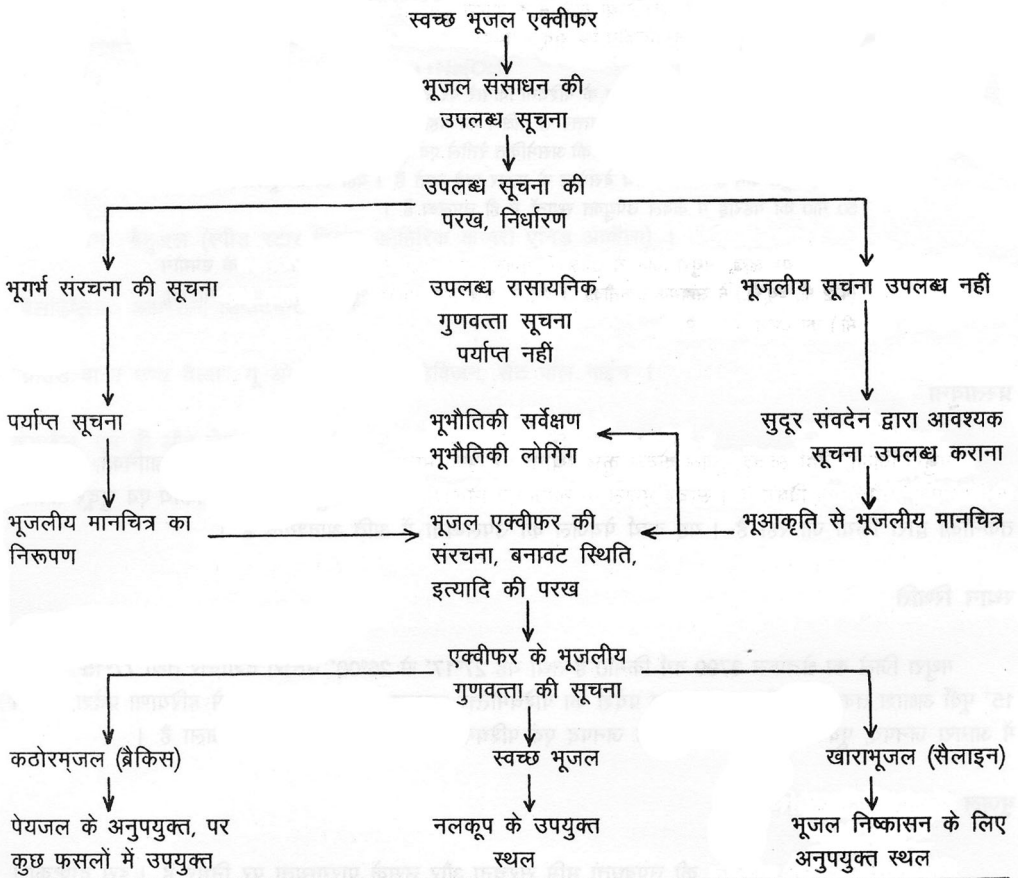 स्वच्छ भूजल एक्वीफर
भूजल संसाधन की
उपलब्ध सूचना
उपलब्ध सूचना की
परख, निर्धारण
भूगर्भ संरचना की सूचना
उपलब्ध रासायनिक
गुणवत्ता सूचना
पर्याप्त नहीं
भूजलीय सूचना उपलब्ध नहीं
पर्याप्त सूचना
भूभौतिकी सर्वेक्षण
भूभौतिकी लोगिंग
सुदूर संवदेन द्वारा आवश्यक
सूचना उपलब्ध कराना
भूजलीय मानचित्र का
निरूपण
भूजल एक्वीफर की
संरचना, बनावट स्थिति,
इत्यादि की परख
भूआकृति से भूजलीय मानचित्र
एक्वीफर के भूजलीय
गुणवत्ता की सूचना
कठोरम्जल (ब्रैकिस)
स्वच्छ भूजल
खाराभूजल (सैलाइन)
पेयजल के अनुपयुक्त, पर
कुछ फसलों में उपयुक्त
नलकूप के उपयुक्त
स्थल
भूजल निष्कासन के लिए
अनुपयुक्त स्थल